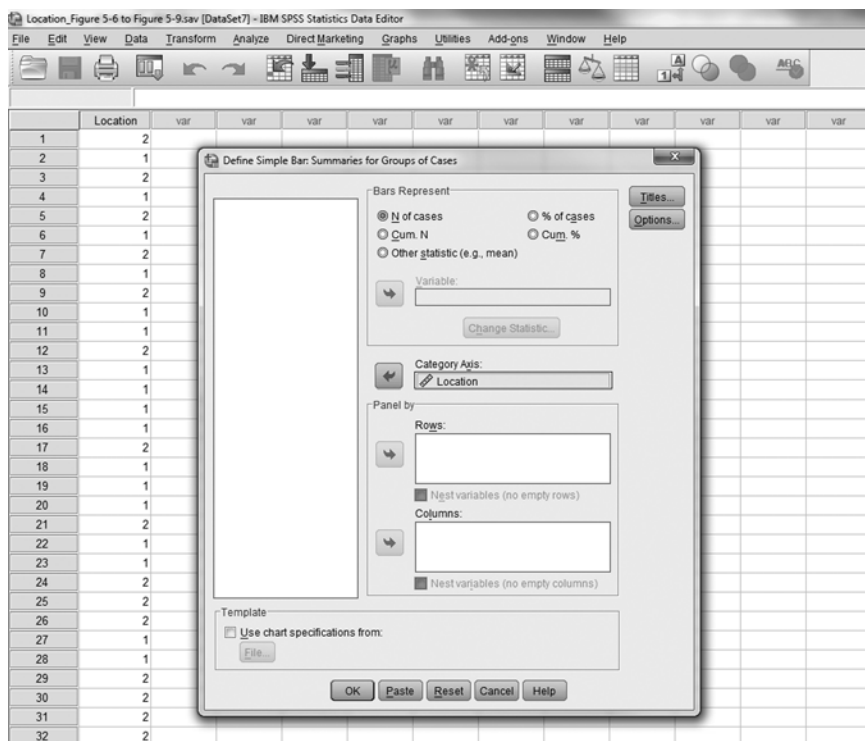 Location_Figure 5-6 to Figure 5-9.sav [DataSet7] - IBM SPSS Statistics Data Editor
File Edit View Data Transform Analyze Direct Marketing Graphs Utilities Add-ons Window Help
Location var var var var var var var var var var var
1 2
2 1
3 2
4 1
5 2
6 1
7 2
8 1
9 2
10 1
11 1
12 2
13 1
14 1
15 1
16 1
17 2
18 1
19 1
20 1
21 2
22 1
23 1
24 2
25 2
26 2
27 1
28 1
29 2
30 2
31 2
32 2
Define Simple Bar: Summaries for Groups of Cases
Bars Represent
N of cases % of cases
Cum. N Cum. %
Other statistic (e.g., mean)
Variable:
Change Statistic...
Titles...
Options...
Category Axis:
Location
Panel by
Rows:
Nest variables (no empty rows)
Columns:
Nest variables (no empty columns)
Template
Use chart specifications from:
File...
OK Paste Reset Cancel Help